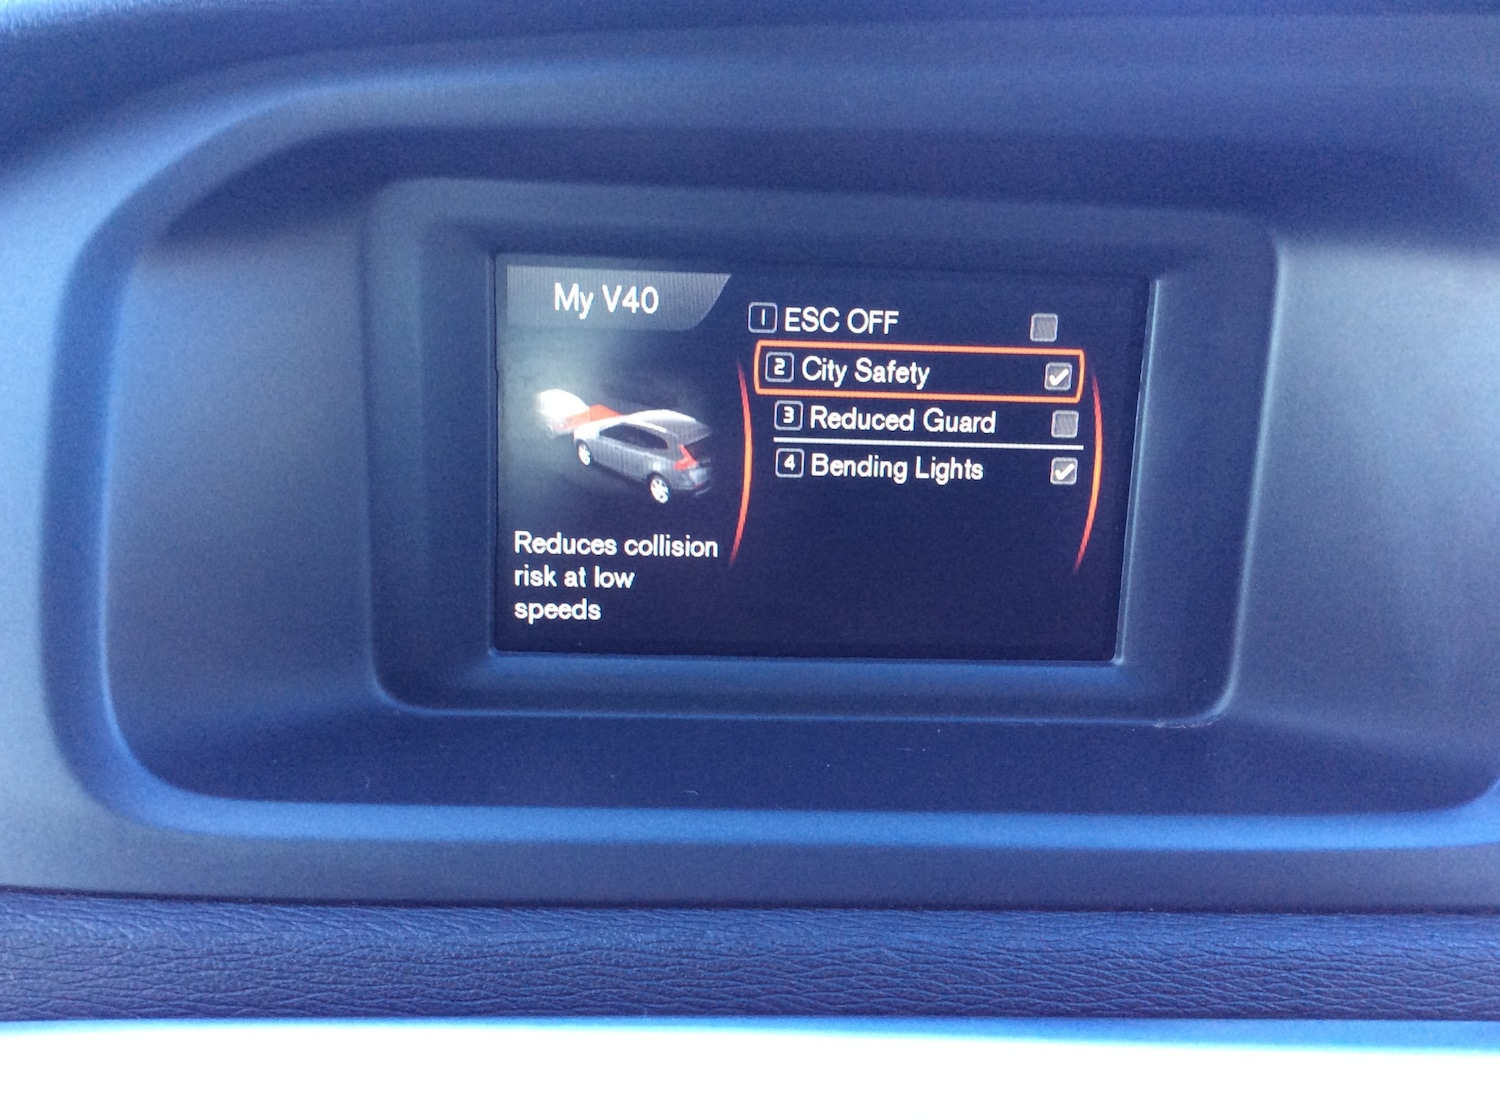 My V40
1 ESC OFF
2 City Safety
3 Reduced Guard
4 Bending Lights
Reduces collision
risk at low
speeds